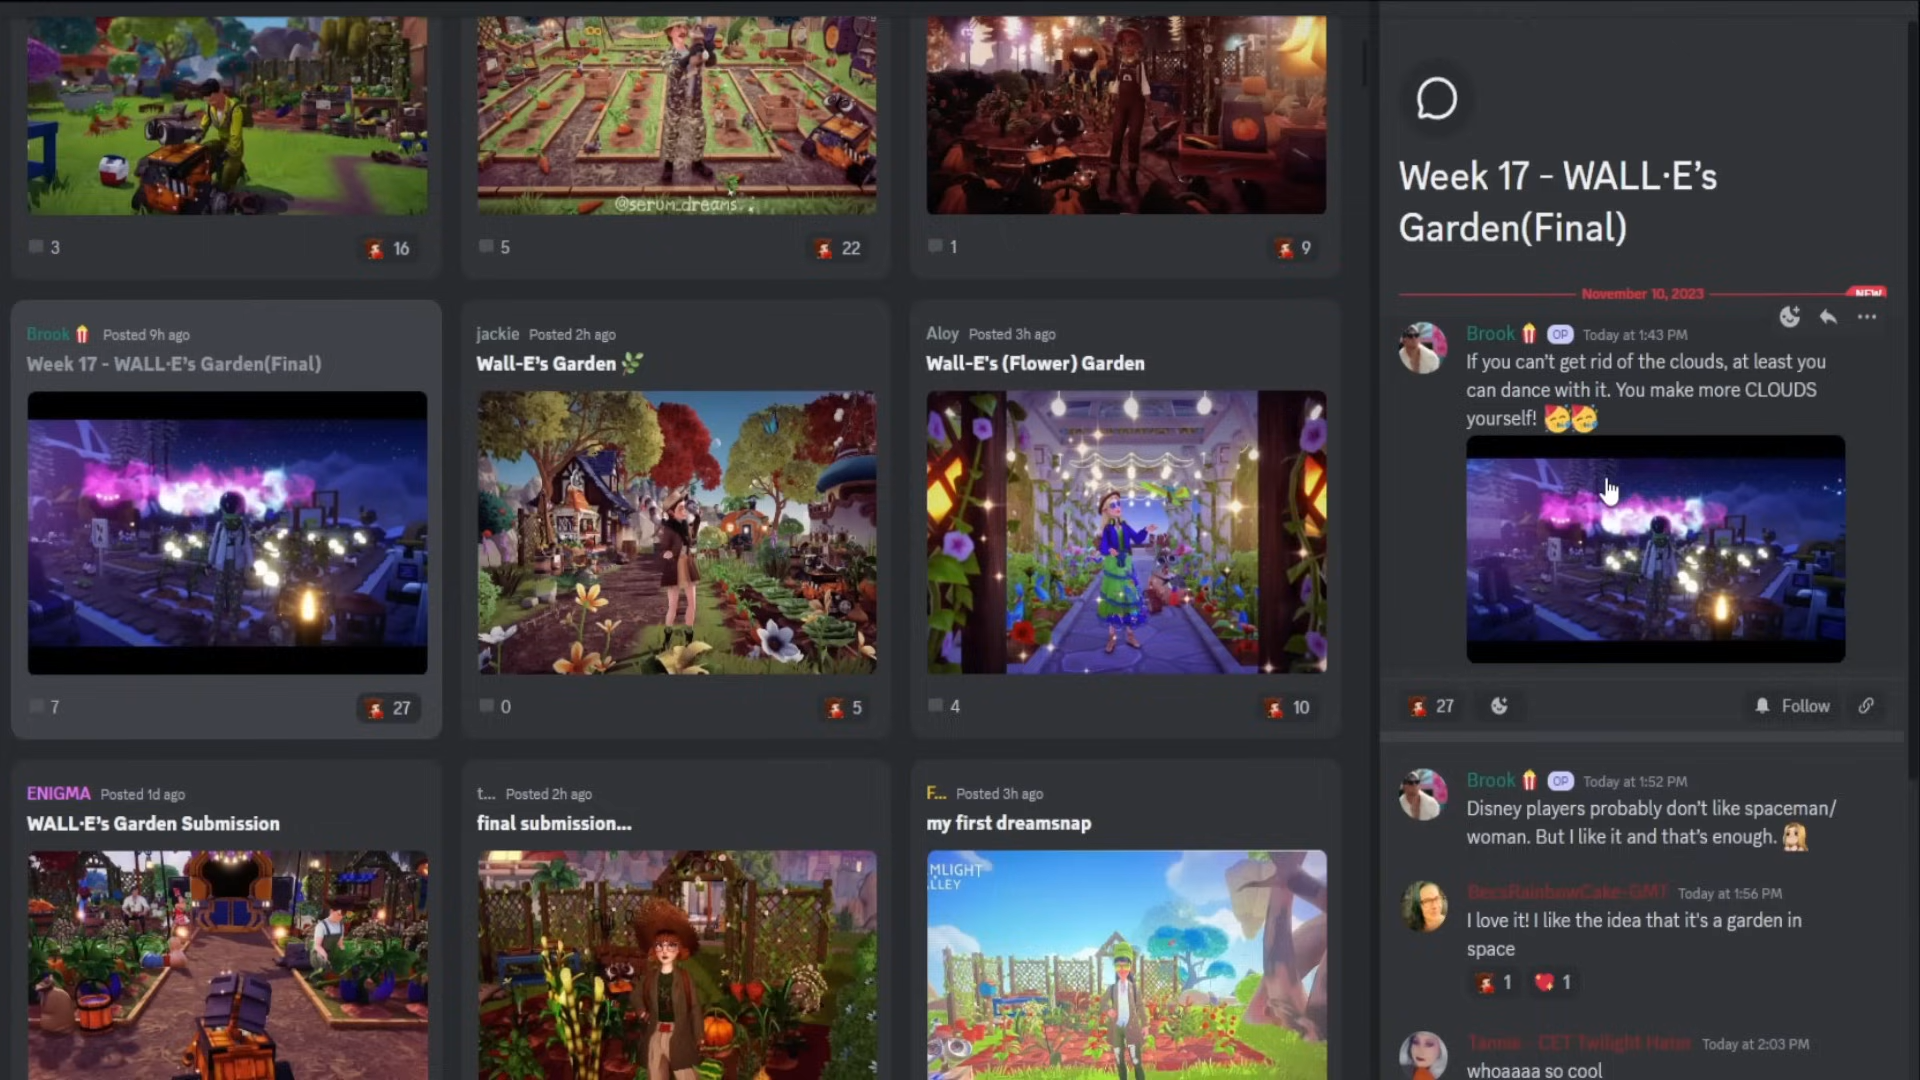 @serum_dreams
3
16
5
22
1
9
Brook Posted 9h ago
Week 17 - WALL·E's Garden(Final)
7
27
jackie Posted 2h ago
Wall-E's Garden
0
5
Aloy Posted 3h ago
Wall-E's (Flower) Garden
4
10
ENIGMA Posted 1d ago
WALL·E's Garden Submission
t... Posted 2h ago
final submission...
F... Posted 3h ago
my first dreamsnap
MLIGHT
LLEY
Week 17 - WALL·E's
Garden(Final)
November 10, 2023
NEW
Brook OP Today at 1:43 PM
If you can't get rid of the clouds, at least you
can dance with it. You make more CLOUDS
yourself!
27
Follow
Brook OP Today at 1:52 PM
Disney players probably don't like spaceman/
woman. But I like it and that's enough.
BeesRainbowCake-GMT Today at 1:56 PM
I love it! I like the idea that it's a garden in
space
1
1
CET Twilight Today at 2:03 PM
whoaaaa so cool